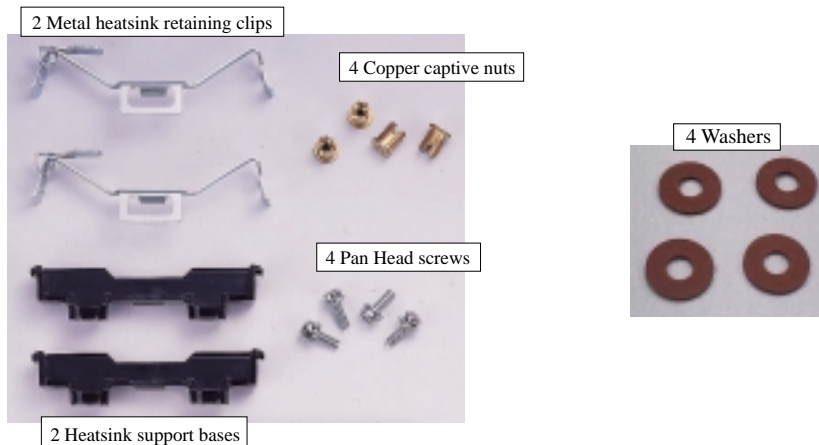 2 Metal heatsink retaining clips
4 Copper captive nuts
4 Washers
4 Pan Head screws
2 Heatsink support bases